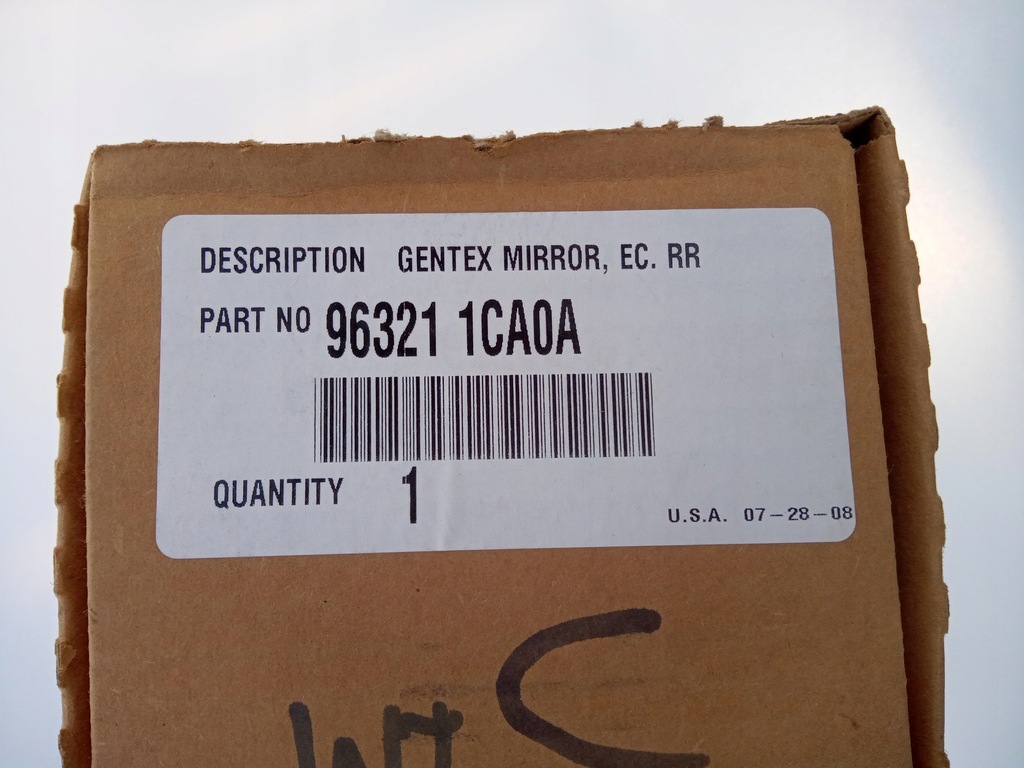 DESCRIPTION GENTEX MIRROR, EC. RR
PART NO 96321 1CA0A
QUANTITY 1
U.S.A. 07-28-08